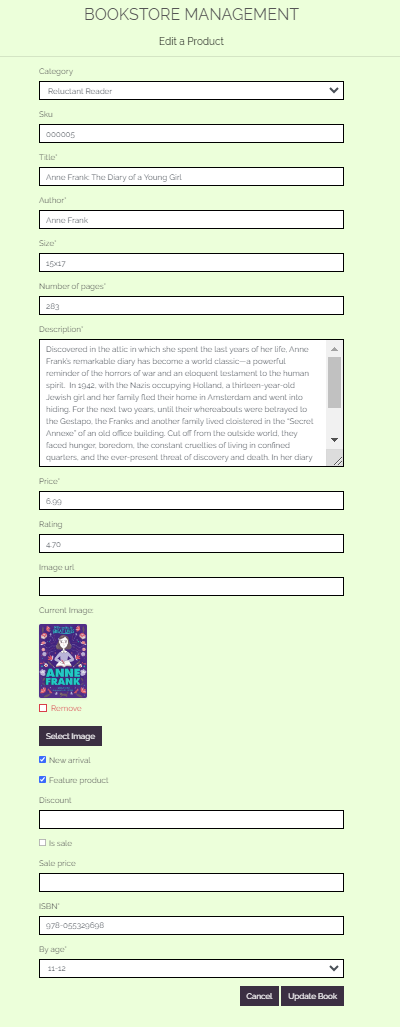 BOOKSTORE MANAGEMENT
Edit a Product
Category
Reluctant Reader
Sku
000005
Title*
Anne Frank: The Diary of a Young Girl
Author*
Anne Frank
Size*
15x17
Number of pages*
283
Description*
Discovered in the attic in which she spent the last years of her life, Anne
Frank's remarkable diary has become a world classic—a powerful
reminder of the horrors of war and an eloquent testament to the human
spirit. In 1942, with the Nazis occupying Holland, a thirteen-year-old
Jewish girl and her family fled their home in Amsterdam and went into
hiding. For the next two years, until their whereabouts were betrayed to
the Gestapo, the Franks and another family lived cloistered in the "Secret
Annexe" of an old office building. Cut off from the outside world, they
faced hunger, boredom, the constant cruelties of living in confined
quarters, and the ever-present threat of discovery and death. In her diary
Price*
6.99
Rating
4.70
Image url
Current Image:
ANNE
FRANK
Remove
Select Image
New arrival
Feature product
Discount
Is sale
Sale price
ISBN*
978-055329698
By age*
11-12
Cancel Update Book